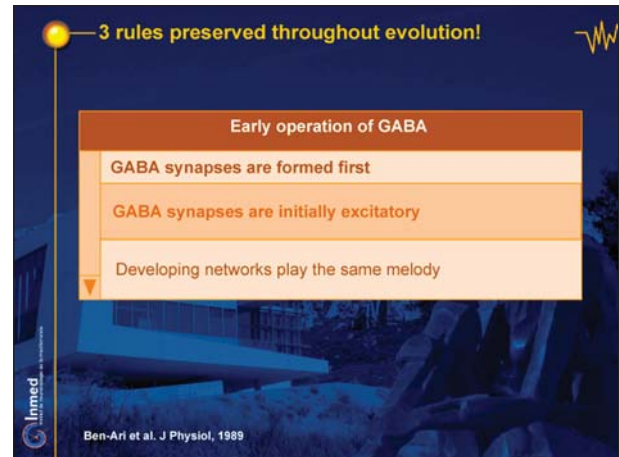 3 rules preserved throughout evolution!
Early operation of GABA
GABA synapses are formed first
GABA synapses are initially excitatory
Developing networks play the same melody
Inmed
Ben-Ari et al. J Physiol, 1989